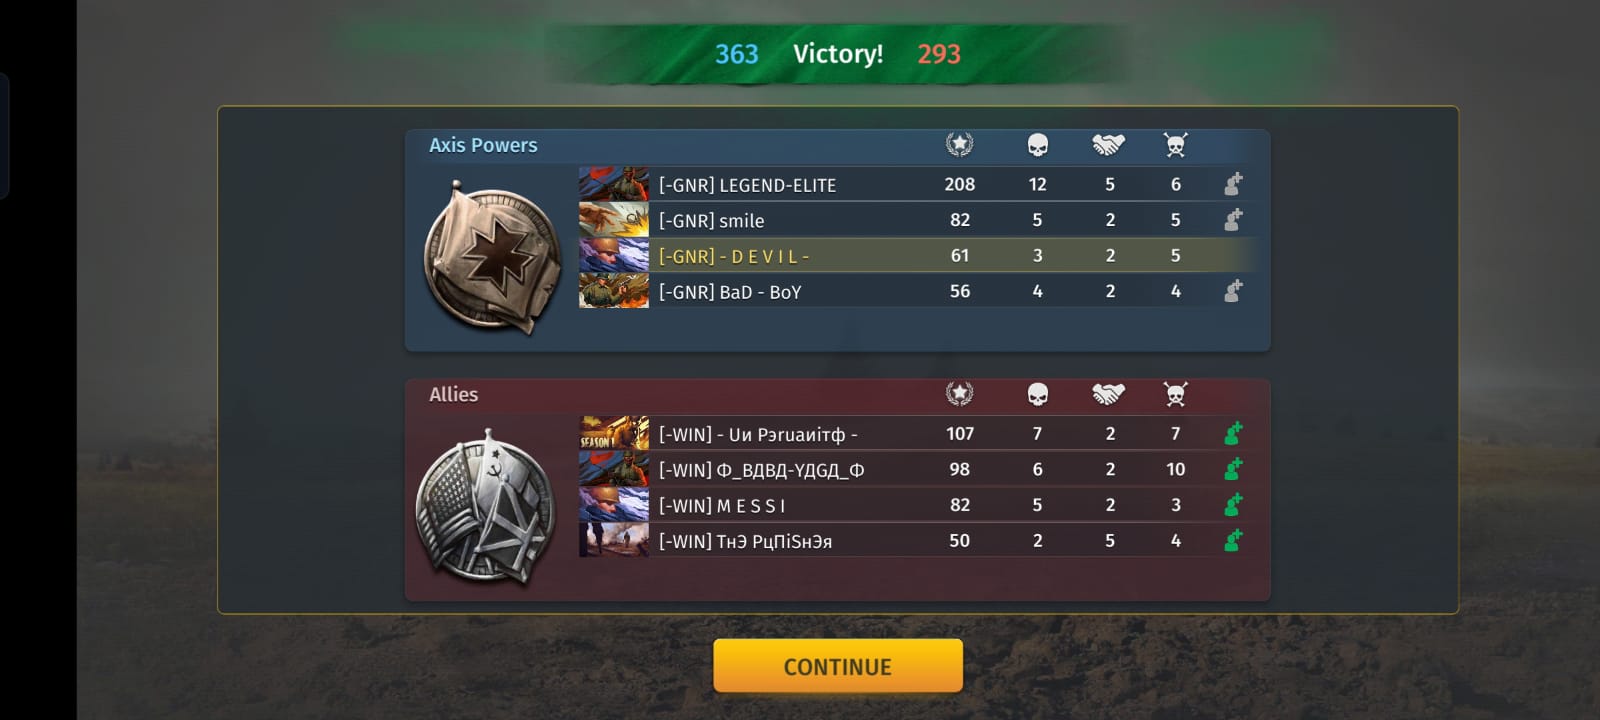 363 Victory! 293
Axis Powers
[-GNR] LEGEND-ELITE 208 12 5 6
[-GNR] smile 82 5 2 5
[-GNR] - D E V I L - 61 3 2 5
[-GNR] BaD - BoY 56 4 2 4
Allies
SEASON 1
[-WIN] - Uи Рэгuаиiтф - 107 7 2 7
[-WIN] Ф_ВДВД-YДGД_Ф 98 6 2 10
[-WIN] M E S S I 82 5 2 3
[-WIN] ТнЭ РцПiSнЭя 50 2 5 4
CONTINUE